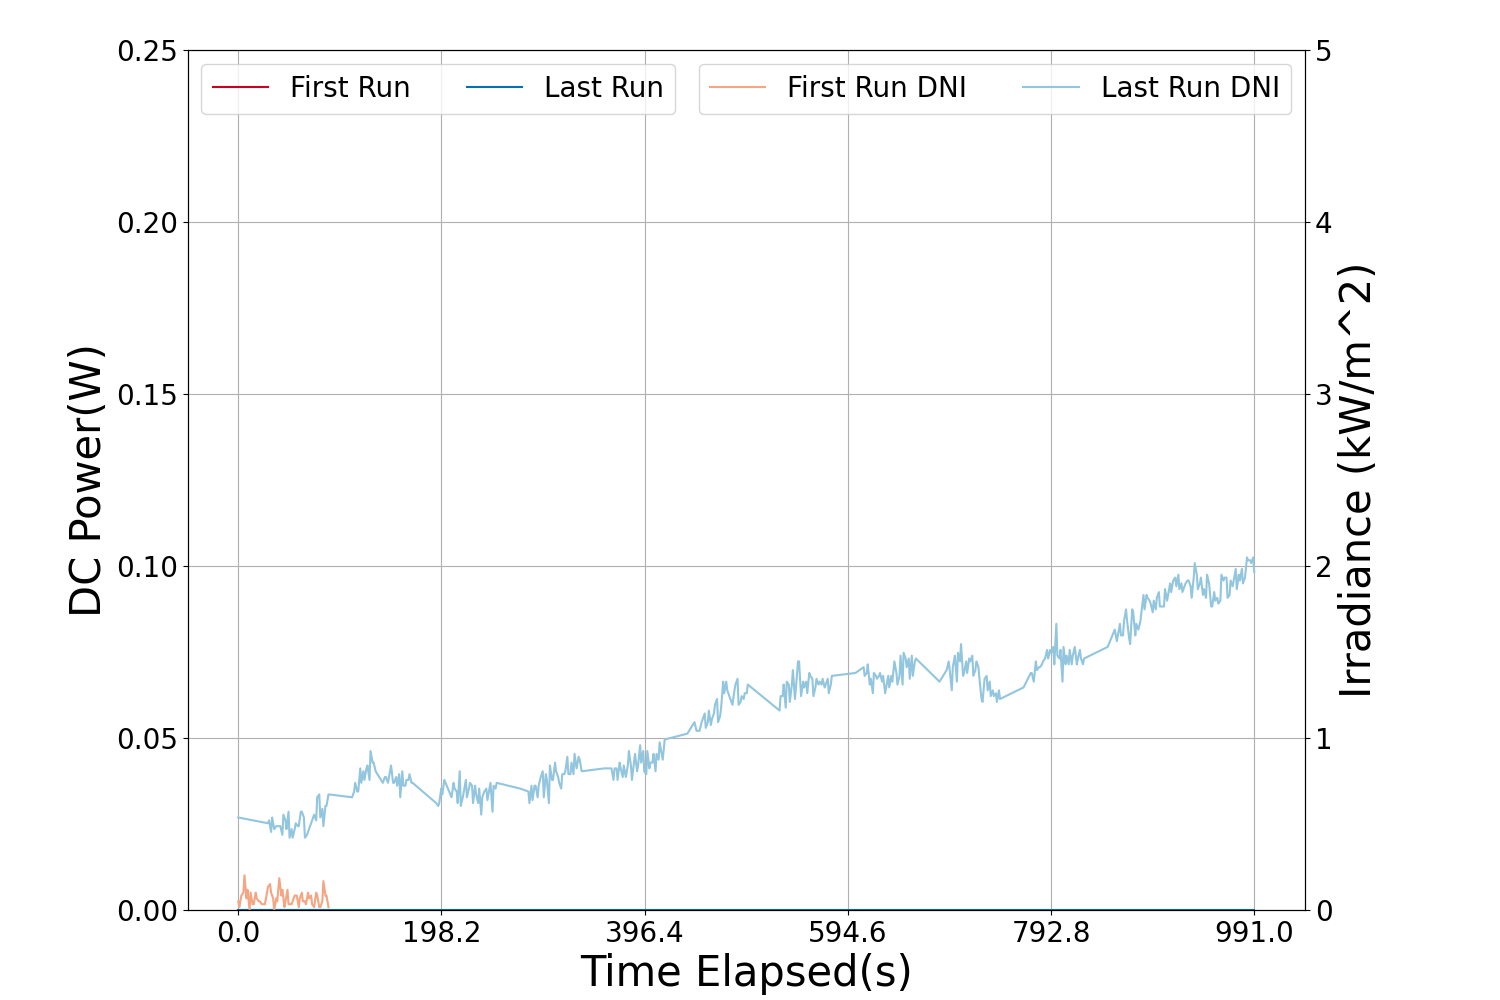 First Run
Last Run
First Run DNI
Last Run DNI
DC Power(W)
0.25
0.20
0.15
0.10
0.05
0.00
5
4
3
2
1
0
Irradiance (kW/m^2)
0.0
198.2
396.4
594.6
792.8
991.0
Time Elapsed(s)